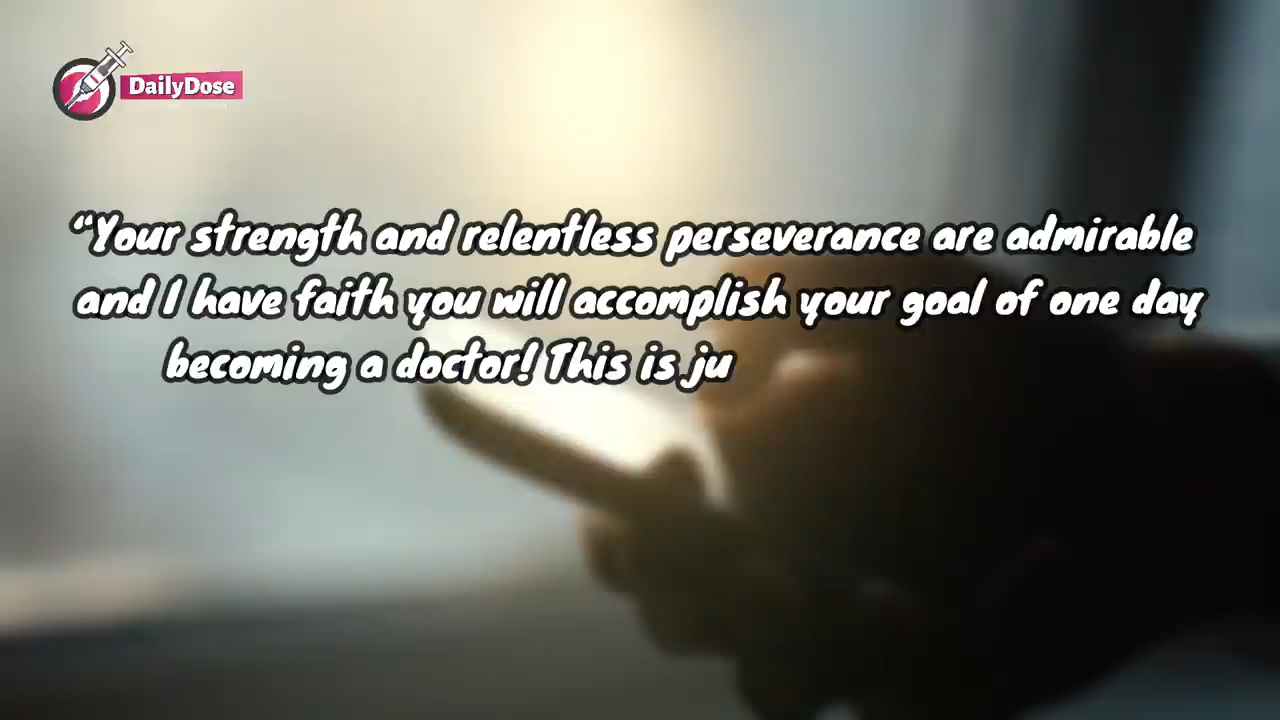 DailyDose
“Your strength and relentless perseverance are admirable
and I have faith you will accomplish your goal of one day
becoming a doctor! This is ju